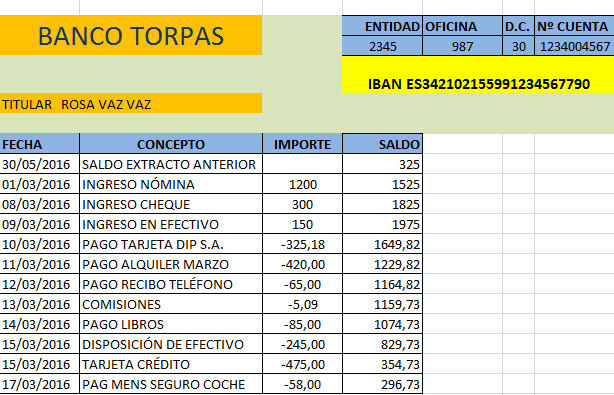 BANCO TORPAS
ENTIDAD OFICINA D.C. Nº CUENTA
2345 987 30 1234004567
IBAN ES342102155991234567790
TITULAR ROSA VAZ VAZ
FECHA CONCEPTO IMPORTE SALDO
30/05/2016 SALDO EXTRACTO ANTERIOR 325
01/03/2016 INGRESO NÓMINA 1200 1525
08/03/2016 INGRESO CHEQUE 300 1825
09/03/2016 INGRESO EN EFECTIVO 150 1975
10/03/2016 PAGO TARJETA DIP S.A. -325,18 1649,82
11/03/2016 PAGO ALQUILER MARZO -420,00 1229,82
12/03/2016 PAGO RECIBO TELÉFONO -65,00 1164,82
13/03/2016 COMISIONES -5,09 1159,73
14/03/2016 PAGO LIBROS -85,00 1074,73
15/03/2016 DISPOSICIÓN DE EFECTIVO -245,00 829,73
15/03/2016 TARJETA CRÉDITO -475,00 354,73
17/03/2016 PAG MENS SEGURO COCHE -58,00 296,73